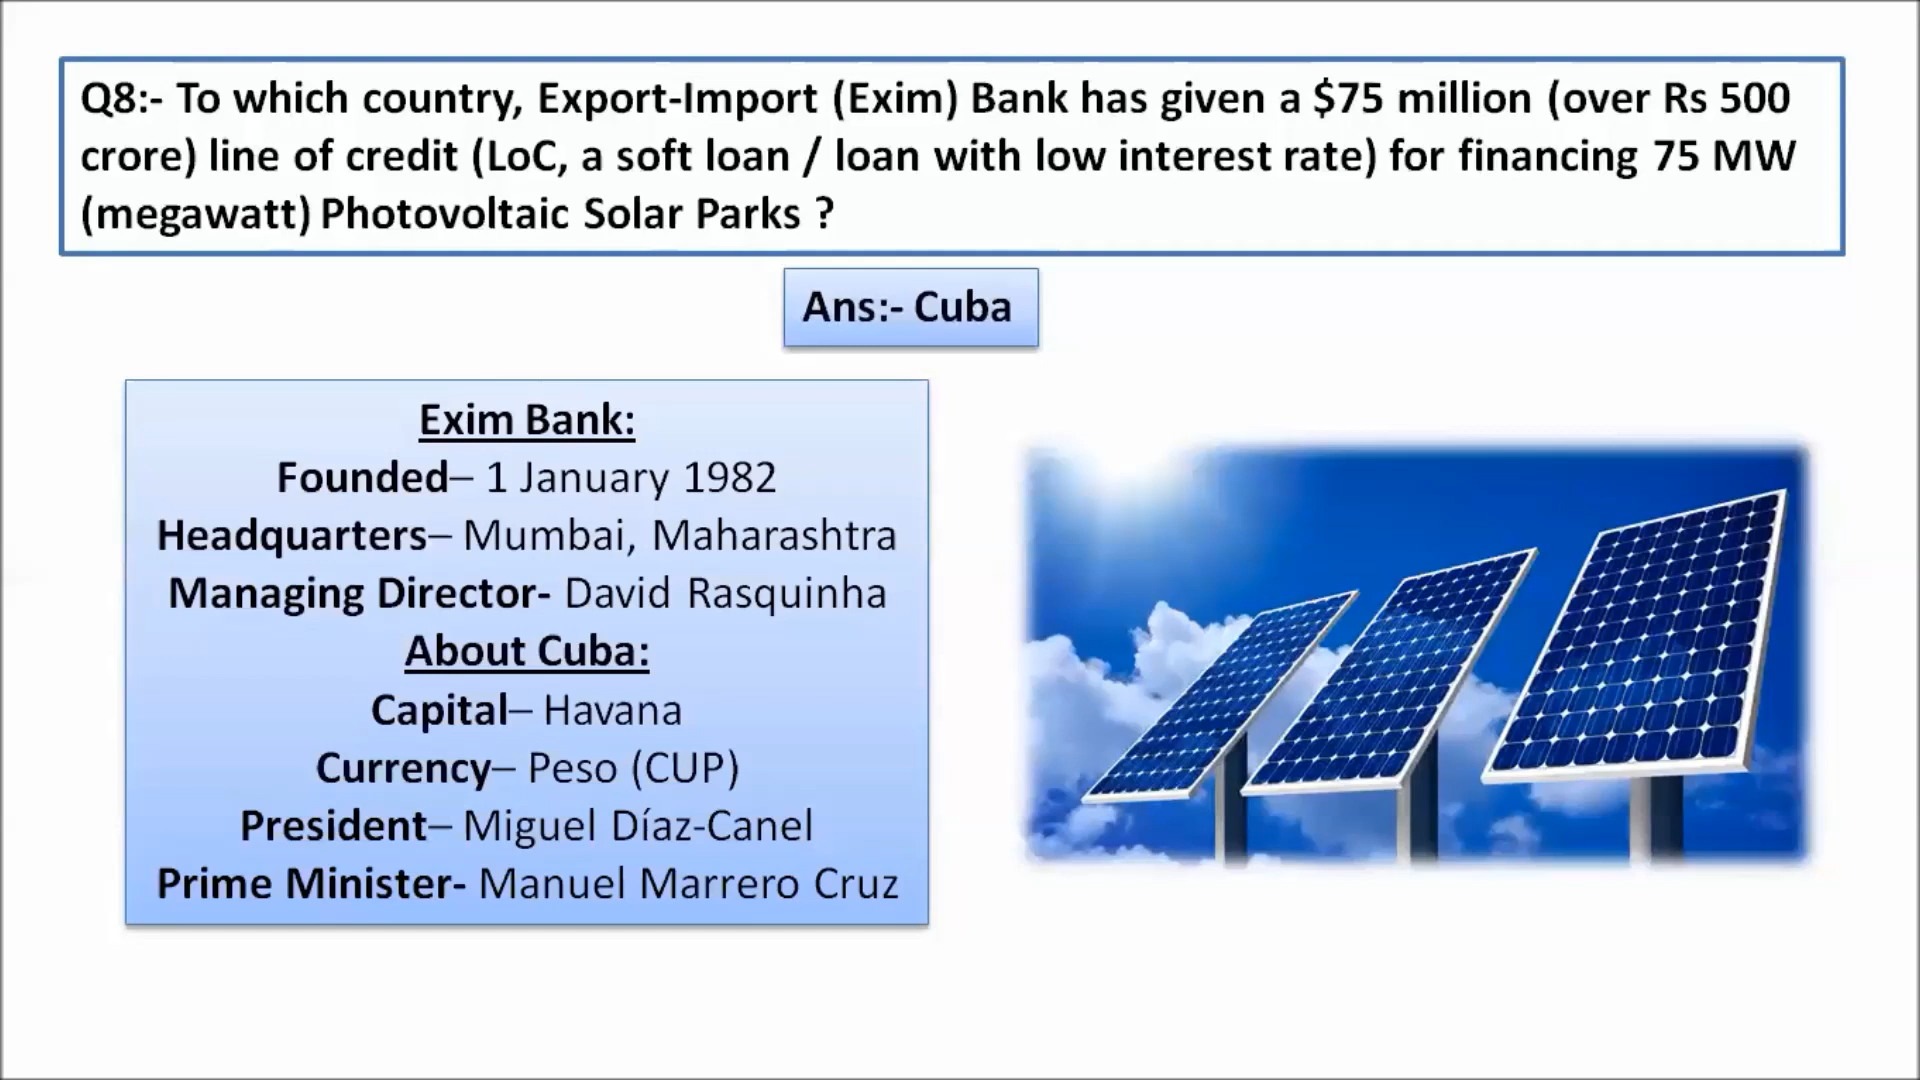 Q8:- To which country, Export-Import (Exim) Bank has given a $75 million (over Rs 500
crore) line of credit (LoC, a soft loan / loan with low interest rate) for financing 75 MW
(megawatt) Photovoltaic Solar Parks ?
Ans:- Cuba
Exim Bank:
Founded– 1 January 1982
Headquarters– Mumbai, Maharashtra
Managing Director- David Rasquinha
About Cuba:
Capital– Havana
Currency– Peso (CUP)
President– Miguel Díaz-Canel
Prime Minister- Manuel Marrero Cruz